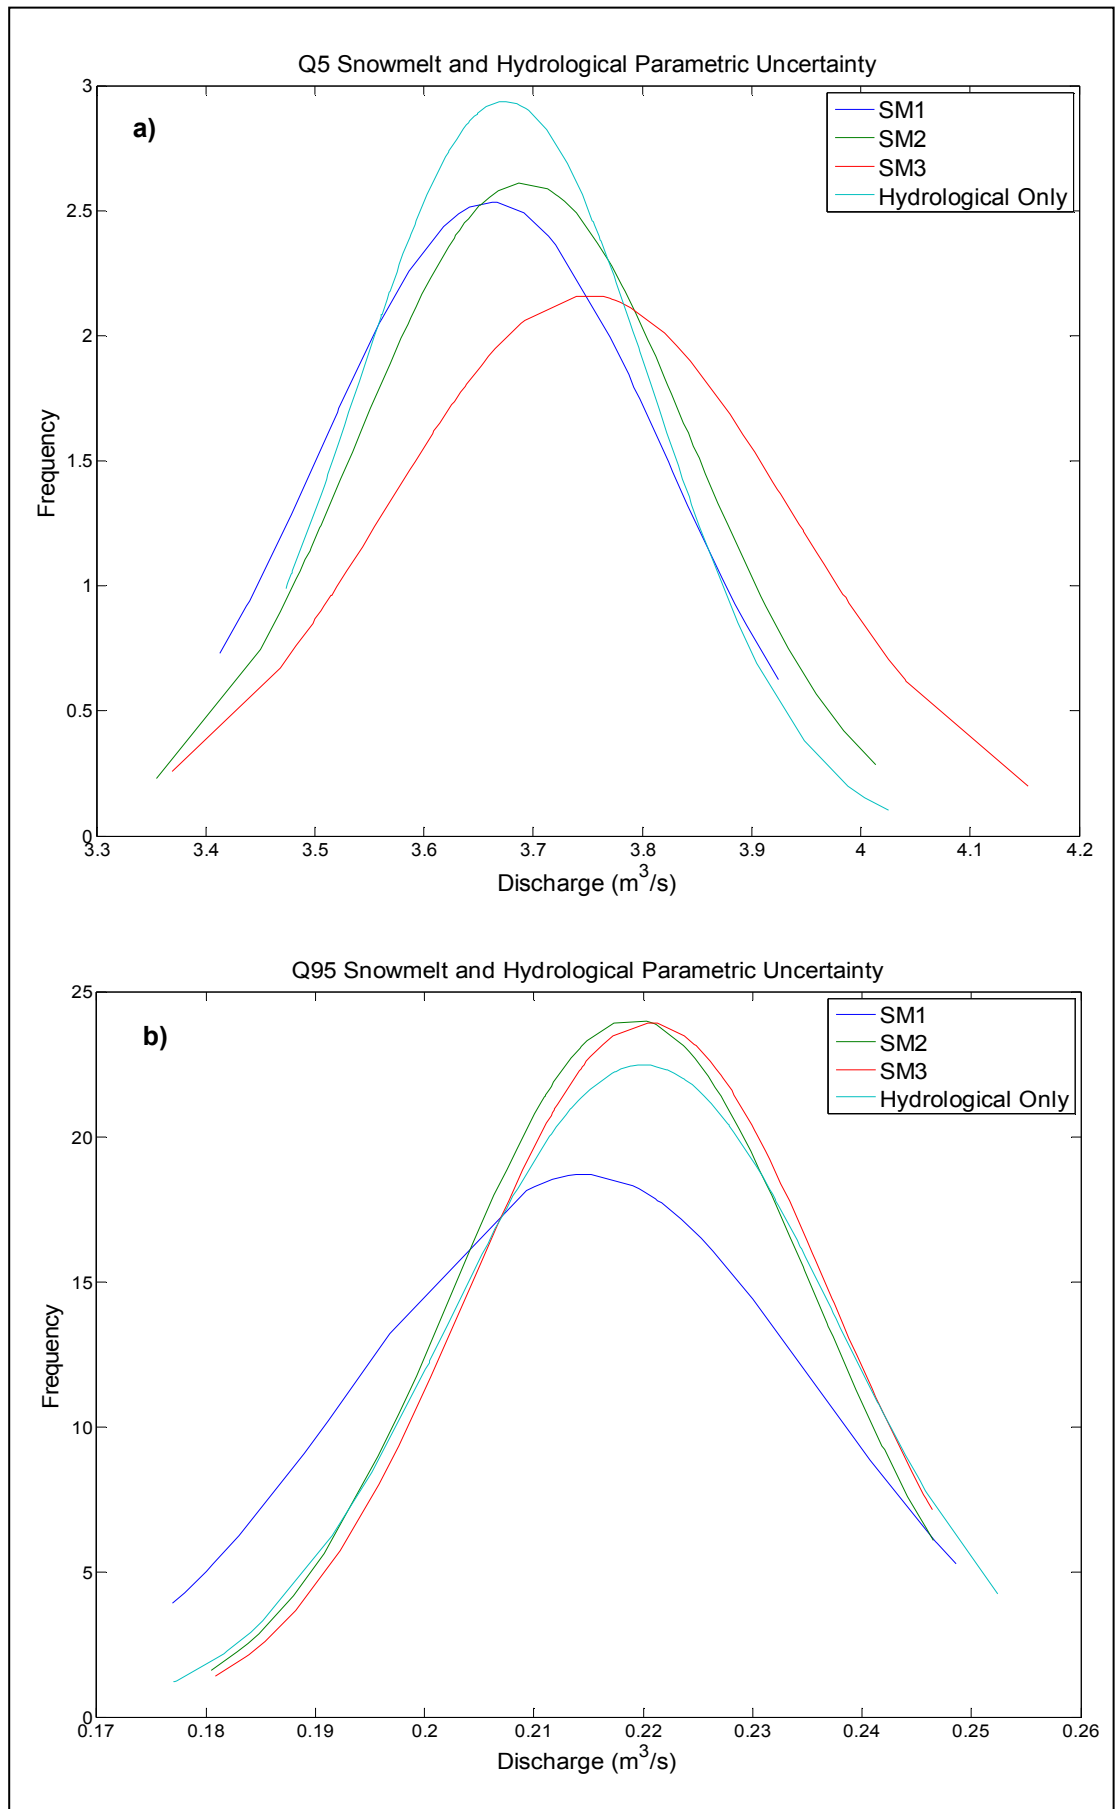 Q5 Snowmelt and Hydrological Parametric Uncertainty
a)
SM1
SM2
SM3
Hydrological Only
3
2.5
2
1.5
1
0.5
0
Frequency
3.3 3.4 3.5 3.6 3.7 3.8 3.9 4 4.1 4.2
Discharge (m³/s)
Q95 Snowmelt and Hydrological Parametric Uncertainty
b)
SM1
SM2
SM3
Hydrological Only
25
20
15
10
5
0
Frequency
0.17 0.18 0.19 0.2 0.21 0.22 0.23 0.24 0.25 0.26
Discharge (m³/s)